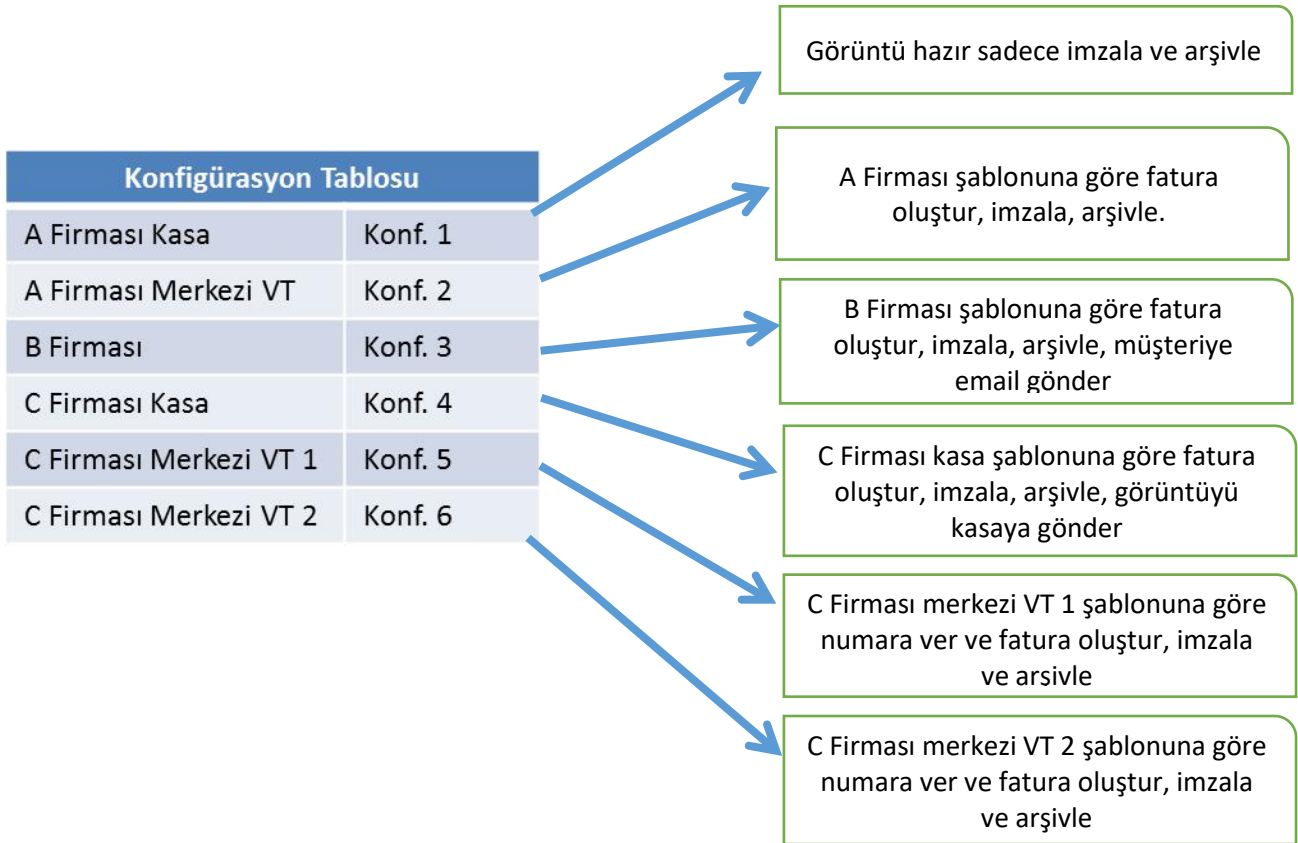 Konfigürasyon Tablosu
A Firması Kasa Konf. 1
A Firması Merkezi VT Konf. 2
B Firması Konf. 3
C Firması Kasa Konf. 4
C Firması Merkezi VT 1 Konf. 5
C Firması Merkezi VT 2 Konf. 6
Görüntü hazır sadece imzala ve arşivle
A Firması şablonuna göre fatura
oluştur, imzala, arşivle.
B Firması şablonuna göre fatura
oluştur, imzala, arşivle, müşteriye
email gönder
C Firması kasa şablonuna göre fatura
oluştur, imzala, arşivle, görüntüyü
kasaya gönder
C Firması merkezi VT 1 şablonuna göre
numara ver ve fatura oluştur, imzala
ve arsivle
C Firması merkezi VT 2 şablonuna göre
numara ver ve fatura oluştur, imzala
ve arşivle